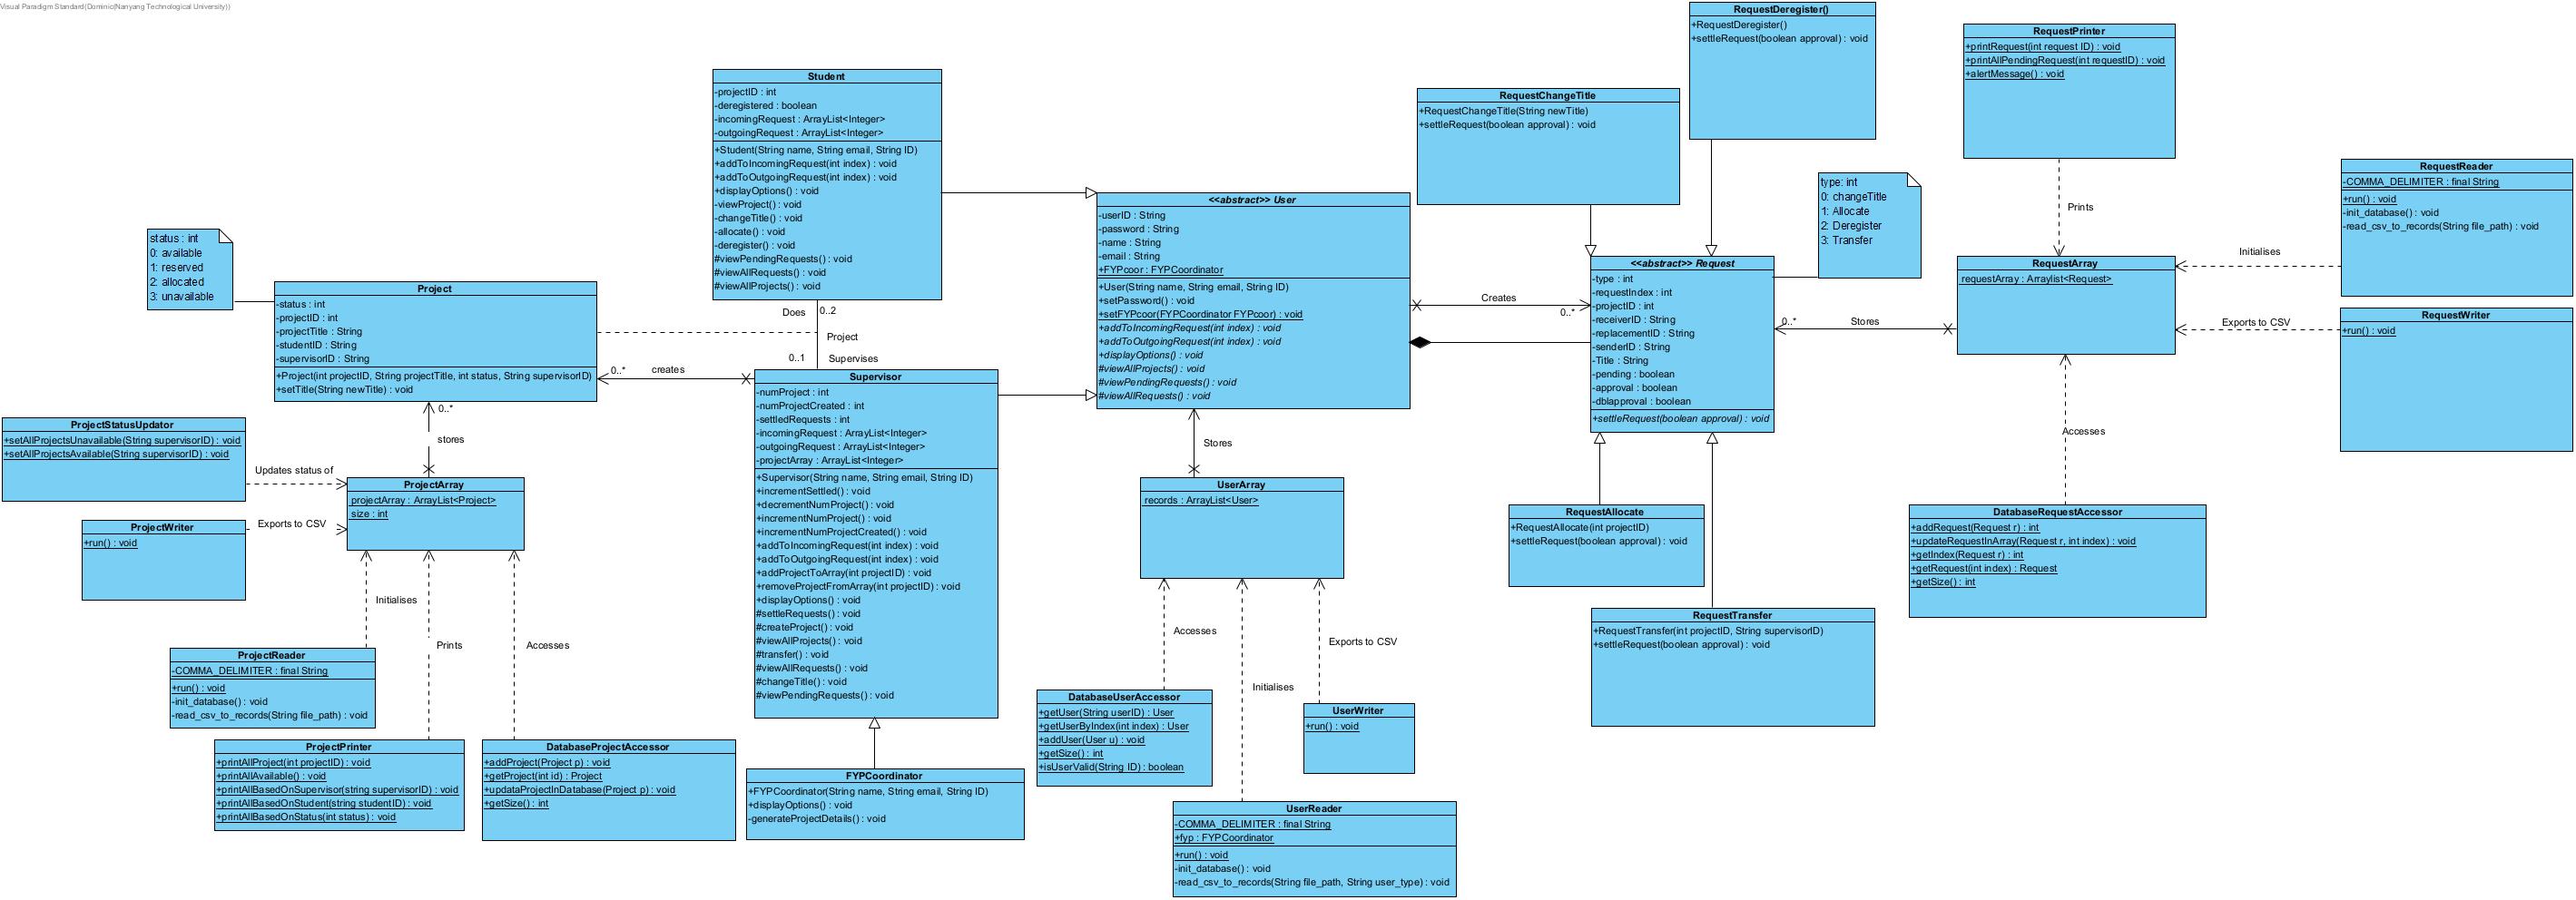 Visual Paradigm Standard(Dominic(Nanyang Technological University))
RequestDeregister()
+RequestDeregister()
+settleRequest(boolean approval) : void
RequestPrinter
+printRequest(int request ID) : void
+printAllPendingRequest(int requestID) : void
+alertMessage() : void
Student
-projectID : int
-deregistered : boolean
-incomingRequest : ArrayList<Integer>
-outgoingRequest : ArrayList<Integer>
+Student(String name, String email, String ID)
+addToIncomingRequest(int index) : void
+addToOutgoingRequest(int index) : void
+displayOptions() : void
-viewProject() : void
-changeTitle() : void
-allocate() : void
-deregister() : void
#viewPendingRequests() : void
#viewAllRequests() : void
#viewAllProjects() : void
RequestChangeTitle
+RequestChangeTitle(String newTitle)
+settleRequest(boolean approval) : void
RequestReader
-COMMA_DELIMITER : final String
+run() : void
-init_database() : void
-read_csv_to_records(String file_path) : void
type: int
0: changeTitle
1: Allocate
2: Deregister
3: Transfer
Prints
<<abstract>> User
-userID : String
-password : String
-name : String
-email : String
+FYPcoor : FYPCoordinator
+User(String name, String email, String ID)
+setPassword() : void
+setFYPcoor(FYPCoordinator FYPcoor) : void
+addToIncomingRequest(int index) : void
+addToOutgoingRequest(int index) : void
+displayOptions() : void
#viewAllProjects() : void
#viewPendingRequests() : void
#viewAllRequests() : void
status : int
0: available
1: reserved
2: allocated
3: unavailable
Project
-status : int
-projectID : int
-projectTitle : String
-studentID : String
-supervisorID : String
+Project(int projectID, String projectTitle, int status, String supervisorID)
+setTitle(String newTitle) : void
Does
0..2
Project
0..1
Supervises
0..*
creates
Creates
0..*
<<abstract>> Request
-type : int
-requestIndex : int
-projectID : int
-receiverID : String
-replacementID : String
-senderID : String
-Title : String
-pending : boolean
-approval : boolean
-dblapproval : boolean
+settleRequest(boolean approval) : void
0..*
Stores
RequestArray
requestArray : Arraylist<Request>
Initialises
Exports to CSV
RequestWriter
+run() : void
Supervisor
-numProject : int
-numProjectCreated : int
-settledRequests : int
-incomingRequest : ArrayList<Integer>
-outgoingRequest : ArrayList<Integer>
-projectArray : ArrayList<Integer>
+Supervisor(String name, String email, String ID)
+incrementSettled() : void
+decrementNumProject() : void
+incrementNumProject() : void
+incrementNumProjectCreated() : void
+addToIncomingRequest(int index) : void
+addToOutgoingRequest(int index) : void
+addProjectToArray(int projectID) : void
+removeProjectFromArray(int projectID) : void
+displayOptions() : void
#settleRequests() : void
#createProject() : void
#viewAllProjects() : void
#transfer() : void
#viewAllRequests() : void
#changeTitle() : void
#viewPendingRequests() : void
0..*
stores
ProjectStatusUpdator
+setAllProjectsUnavailable(String supervisorID) : void
+setAllProjectsAvailable(String supervisorID) : void
Updates status of
ProjectArray
projectArray : ArrayList<Project>
size : int
ProjectWriter
+run() : void
Exports to CSV
Stores
UserArray
records : ArrayList<User>
Accesses
RequestAllocate
+RequestAllocate(int projectID)
+settleRequest(boolean approval) : void
DatabaseRequestAccessor
+addRequest(Request r) : int
+updateRequestInArray(Request r, int index) : void
+getIndex(Request r) : int
+getRequest(int index) : Request
+getSize() : int
RequestTransfer
+RequestTransfer(int projectID, String supervisorID)
+settleRequest(boolean approval) : void
Initialises
Prints
Accesses
ProjectReader
-COMMA_DELIMITER : final String
+run() : void
-init_database() : void
-read_csv_to_records(String file_path) : void
ProjectPrinter
+printAllProject(int projectID) : void
+printAllAvailable() : void
+printAllBasedOnSupervisor(string supervisorID) : void
+printAllBasedOnStudent(string studentID) : void
+printAllBasedOnStatus(int status) : void
DatabaseProjectAccessor
+addProject(Project p) : void
+getProject(int id) : Project
+updataProjectInDatabase(Project p) : void
+getSize() : int
FYPCoordinator
+FYPCoordinator(String name, String email, String ID)
+displayOptions() : void
-generateProjectDetails() : void
Accesses
Initialises
Exports to CSV
DatabaseUserAccessor
+getUser(String userID) : User
+getUserByIndex(int index) : User
+addUser(User u) : void
+getSize() : int
+isUserValid(String ID) : boolean
UserWriter
+run() : void
UserReader
-COMMA_DELIMITER : final String
+fyp : FYPCoordinator
+run() : void
-init_database() : void
-read_csv_to_records(String file_path, String user_type) : void